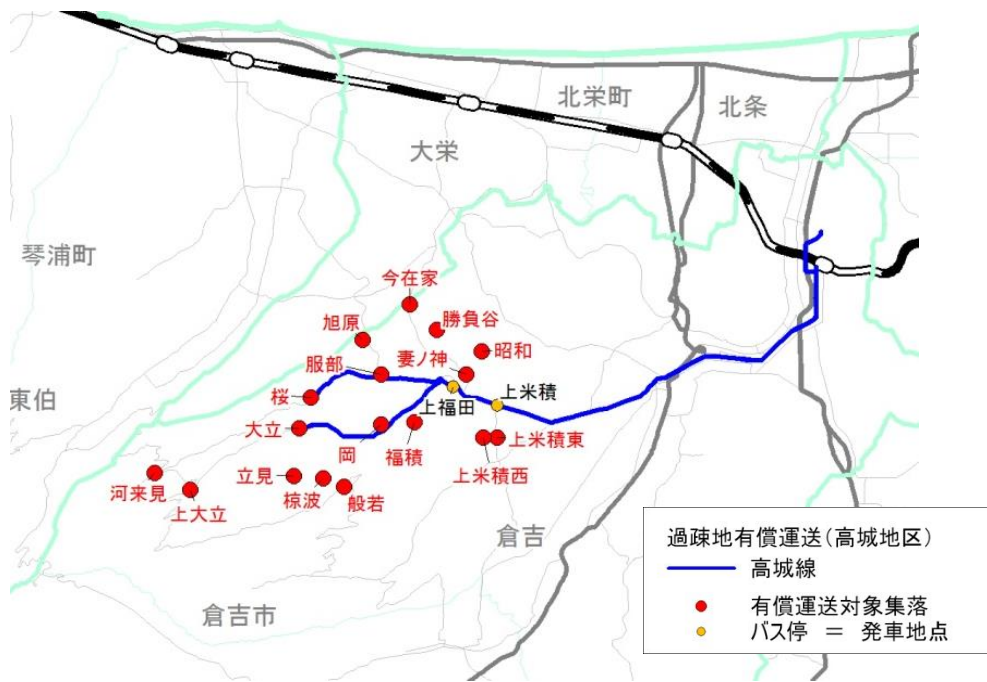 北栄町
北条
大栄
琴浦町
今在家
勝負谷
旭原
昭和
服部
妻ノ神
桜
上米積
東伯
上福田
大立
岡
福積
上米積東
上米積西
立見
河来見
椋波
般若
上大立
倉吉
倉吉市
過疎地有償運送（高城地区）
高城線
有償運送対象集落
バス停 ＝ 発車地点